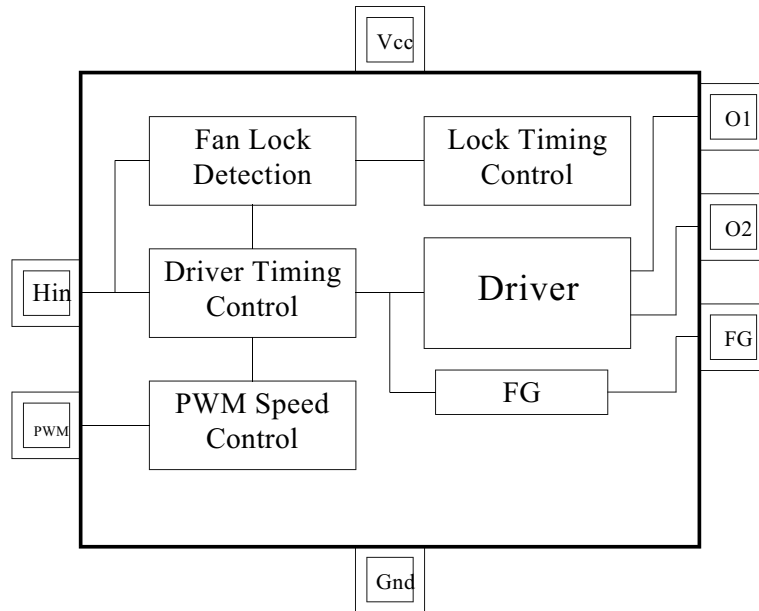 Vcc
Fan Lock
Detection
Lock Timing
Control
O1
O2
Hin
Driver Timing
Control
Driver
FG
PWM
PWM Speed
Control
FG
Gnd